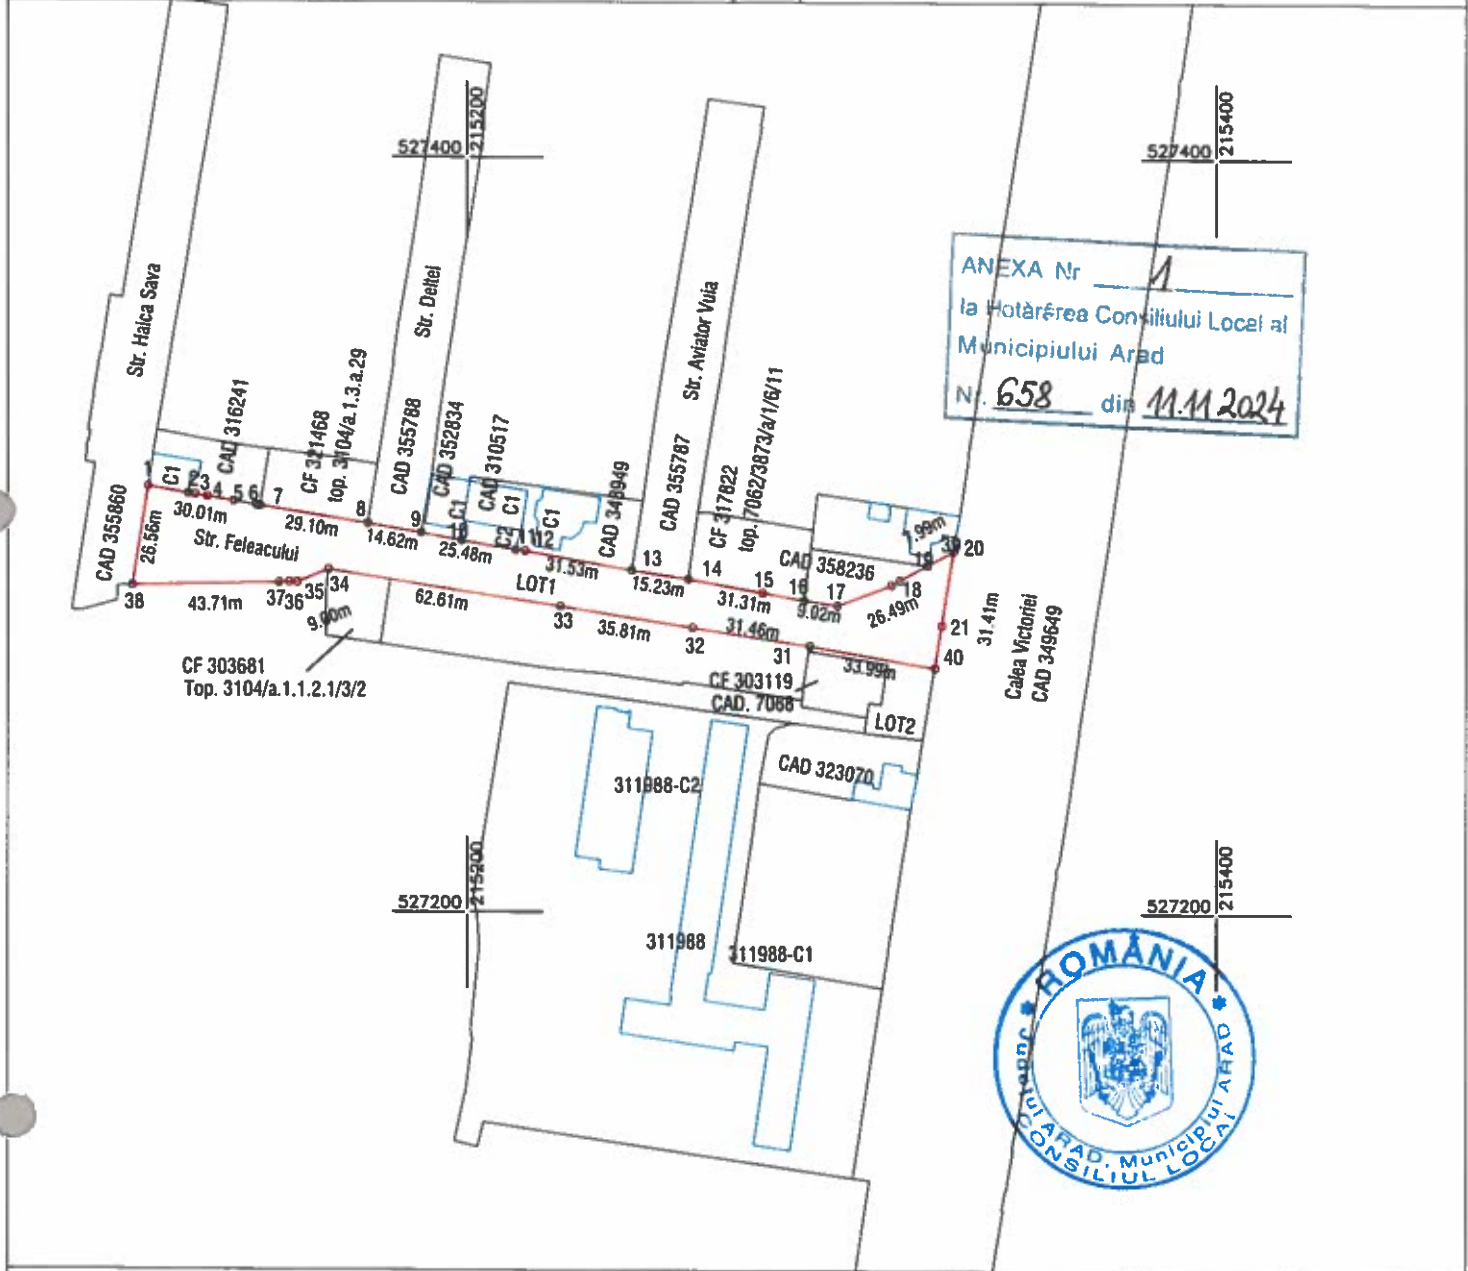 527400
215200
527400
215400
ANEXA Nr 1
la Hotărârea Consiliului Local al
Municipiului Arad
Nr. 658 din 11.11.2024
Str. Haica Sava
Str. Deltei
Str. Aviator Vuia
CAD 316241
CF 321468
top. 3104/a.1.3.a.29
CAD 355788
CAD 352834
CAD 310517
CAD 348949
CAD 355787
CF 317822
top. 7062/3873/a/1/6/11
CAD 358236
CAD 355860
C1
C1
C1
C1
1
2
3
4
5
6
7
8
9
10
11
12
13
14
15
16
17
18
19
39
20
21
40
30.01m
29.10m
14.62m
25.48m
31.53m
15.23m
31.31m
9.02m
26.49m
1.99m
31.41m
Calea Victoriei
CAD 349649
26.56m
Str. Feleacului
LOT1
38
43.71m
37
36
35
34
9.90m
62.61m
33
35.81m
32
31.46m
31
33.99m
CF 303681
Top. 3104/a.1.1.2.1/3/2
CF 303119
CAD. 7068
LOT2
CAD 323070
311988-C2
527200
215200
527200
215400
311988
311988-C1
ROMÂNIA
Județul ARAD. Municipiul ARAD
CONSILIUL LOCAL